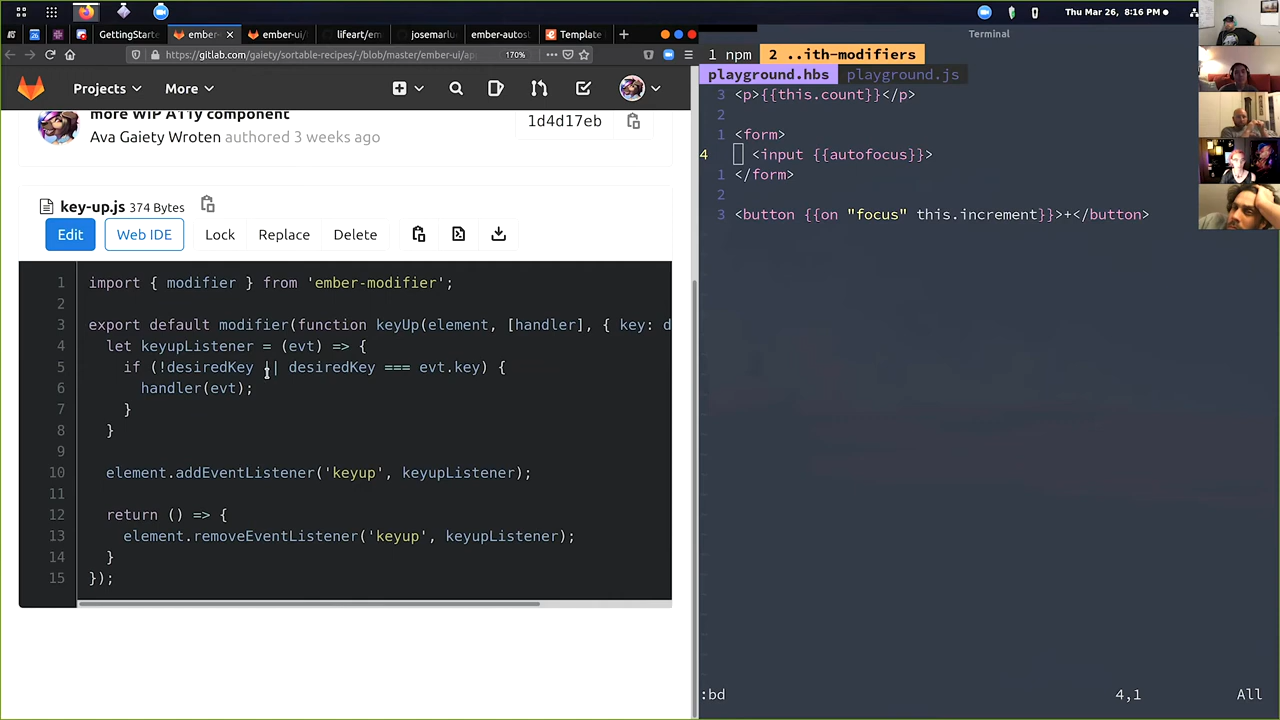 Thu Mar 26, 8:16 PM
Terminal
GettingStarte
ember-
ember-ui/
lifeart/em
josemarlu
ember-autos
Template
https://gitlab.com/gaiety/sortable-recipes/-/blob/master/ember-ui/ap
170%
Projects
More
more WIP A11y component
Ava Gaiety Wroten authored 3 weeks ago
1d4d17eb
key-up.js 374 Bytes
Edit
Web IDE
Lock
Replace
Delete
1 import { modifier } from 'ember-modifier';
2
3 export default modifier(function keyUp(element, [handler], { key: d
4 let keyupListener = (evt) => {
5 if (!desiredKey || desiredKey === evt.key) {
6 handler(evt);
7 }
8 }
9
10 element.addEventListener('keyup', keyupListener);
11
12 return () => {
13 element.removeEventListener('keyup', keyupListener);
14 }
15 });
1 npm 2 ..ith-modifiers
playground.hbs playground.js
3 <p>{{this.count}}</p>
2
1 <form>
4 <input {{autofocus}}>
1 </form>
2
3 <button {{on "focus" this.increment}}>+</button>
~
:bd
4,1
All